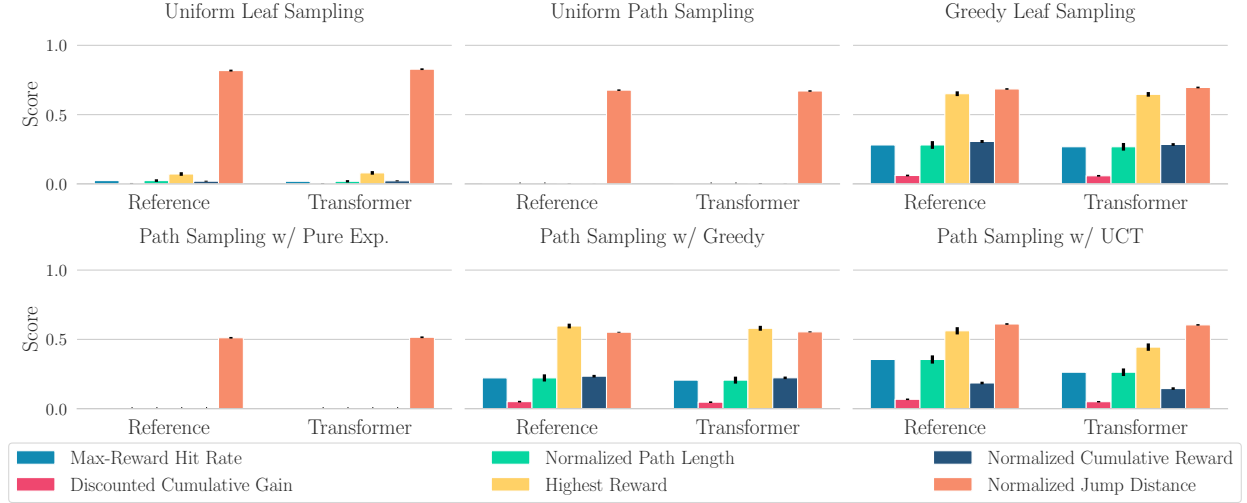 Uniform Leaf Sampling
Uniform Path Sampling
Greedy Leaf Sampling
Score
1.0
0.5
0.0
Reference
Transformer
Reference
Transformer
Reference
Transformer
Path Sampling w/ Pure Exp.
Path Sampling w/ Greedy
Path Sampling w/ UCT
Score
1.0
0.5
0.0
Reference
Transformer
Reference
Transformer
Reference
Transformer
Max-Reward Hit Rate
Normalized Path Length
Normalized Cumulative Reward
Discounted Cumulative Gain
Highest Reward
Normalized Jump Distance